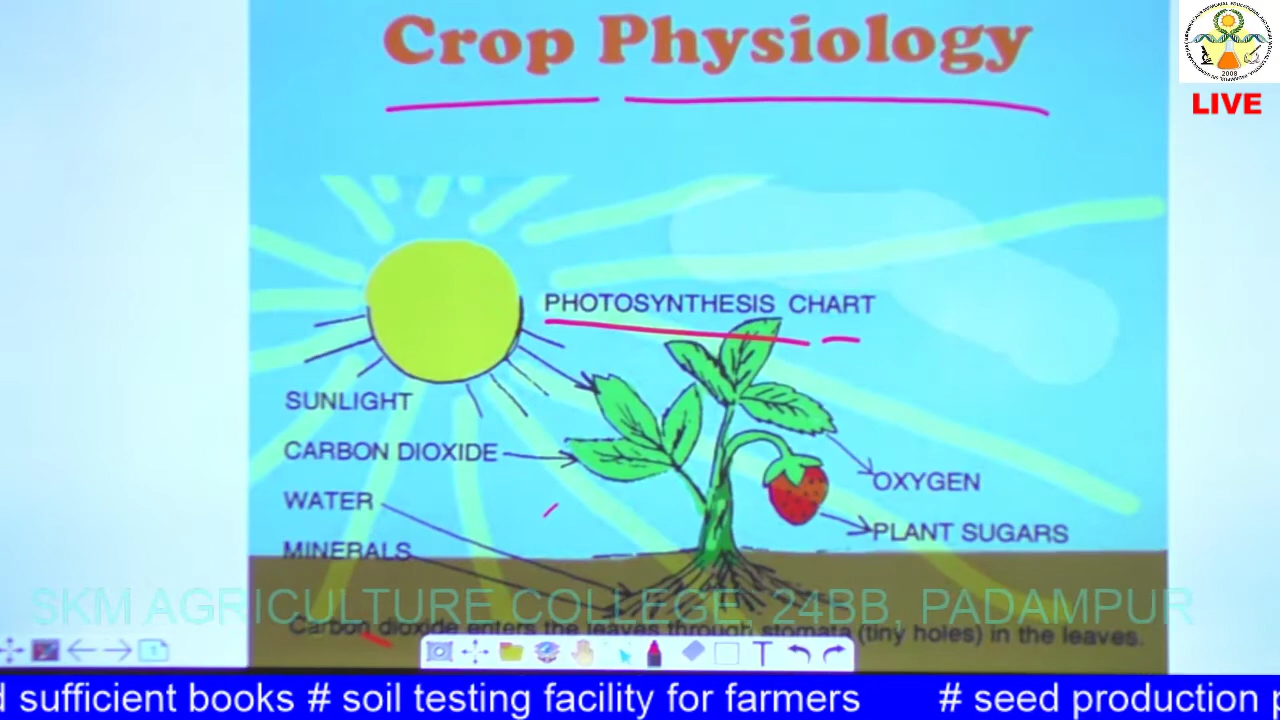 Crop Physiology
LIVE
2008
PHOTOSYNTHESIS CHART
SUNLIGHT
CARBON DIOXIDE
WATER
MINERALS
OXYGEN
PLANT SUGARS
SKM AGRICULTURE COLLEGE, 24BB, PADAMPUR
Carbon dioxide enters the leaves through stomata (tiny holes) in the leaves.
sufficient books # soil testing facility for farmers # seed production